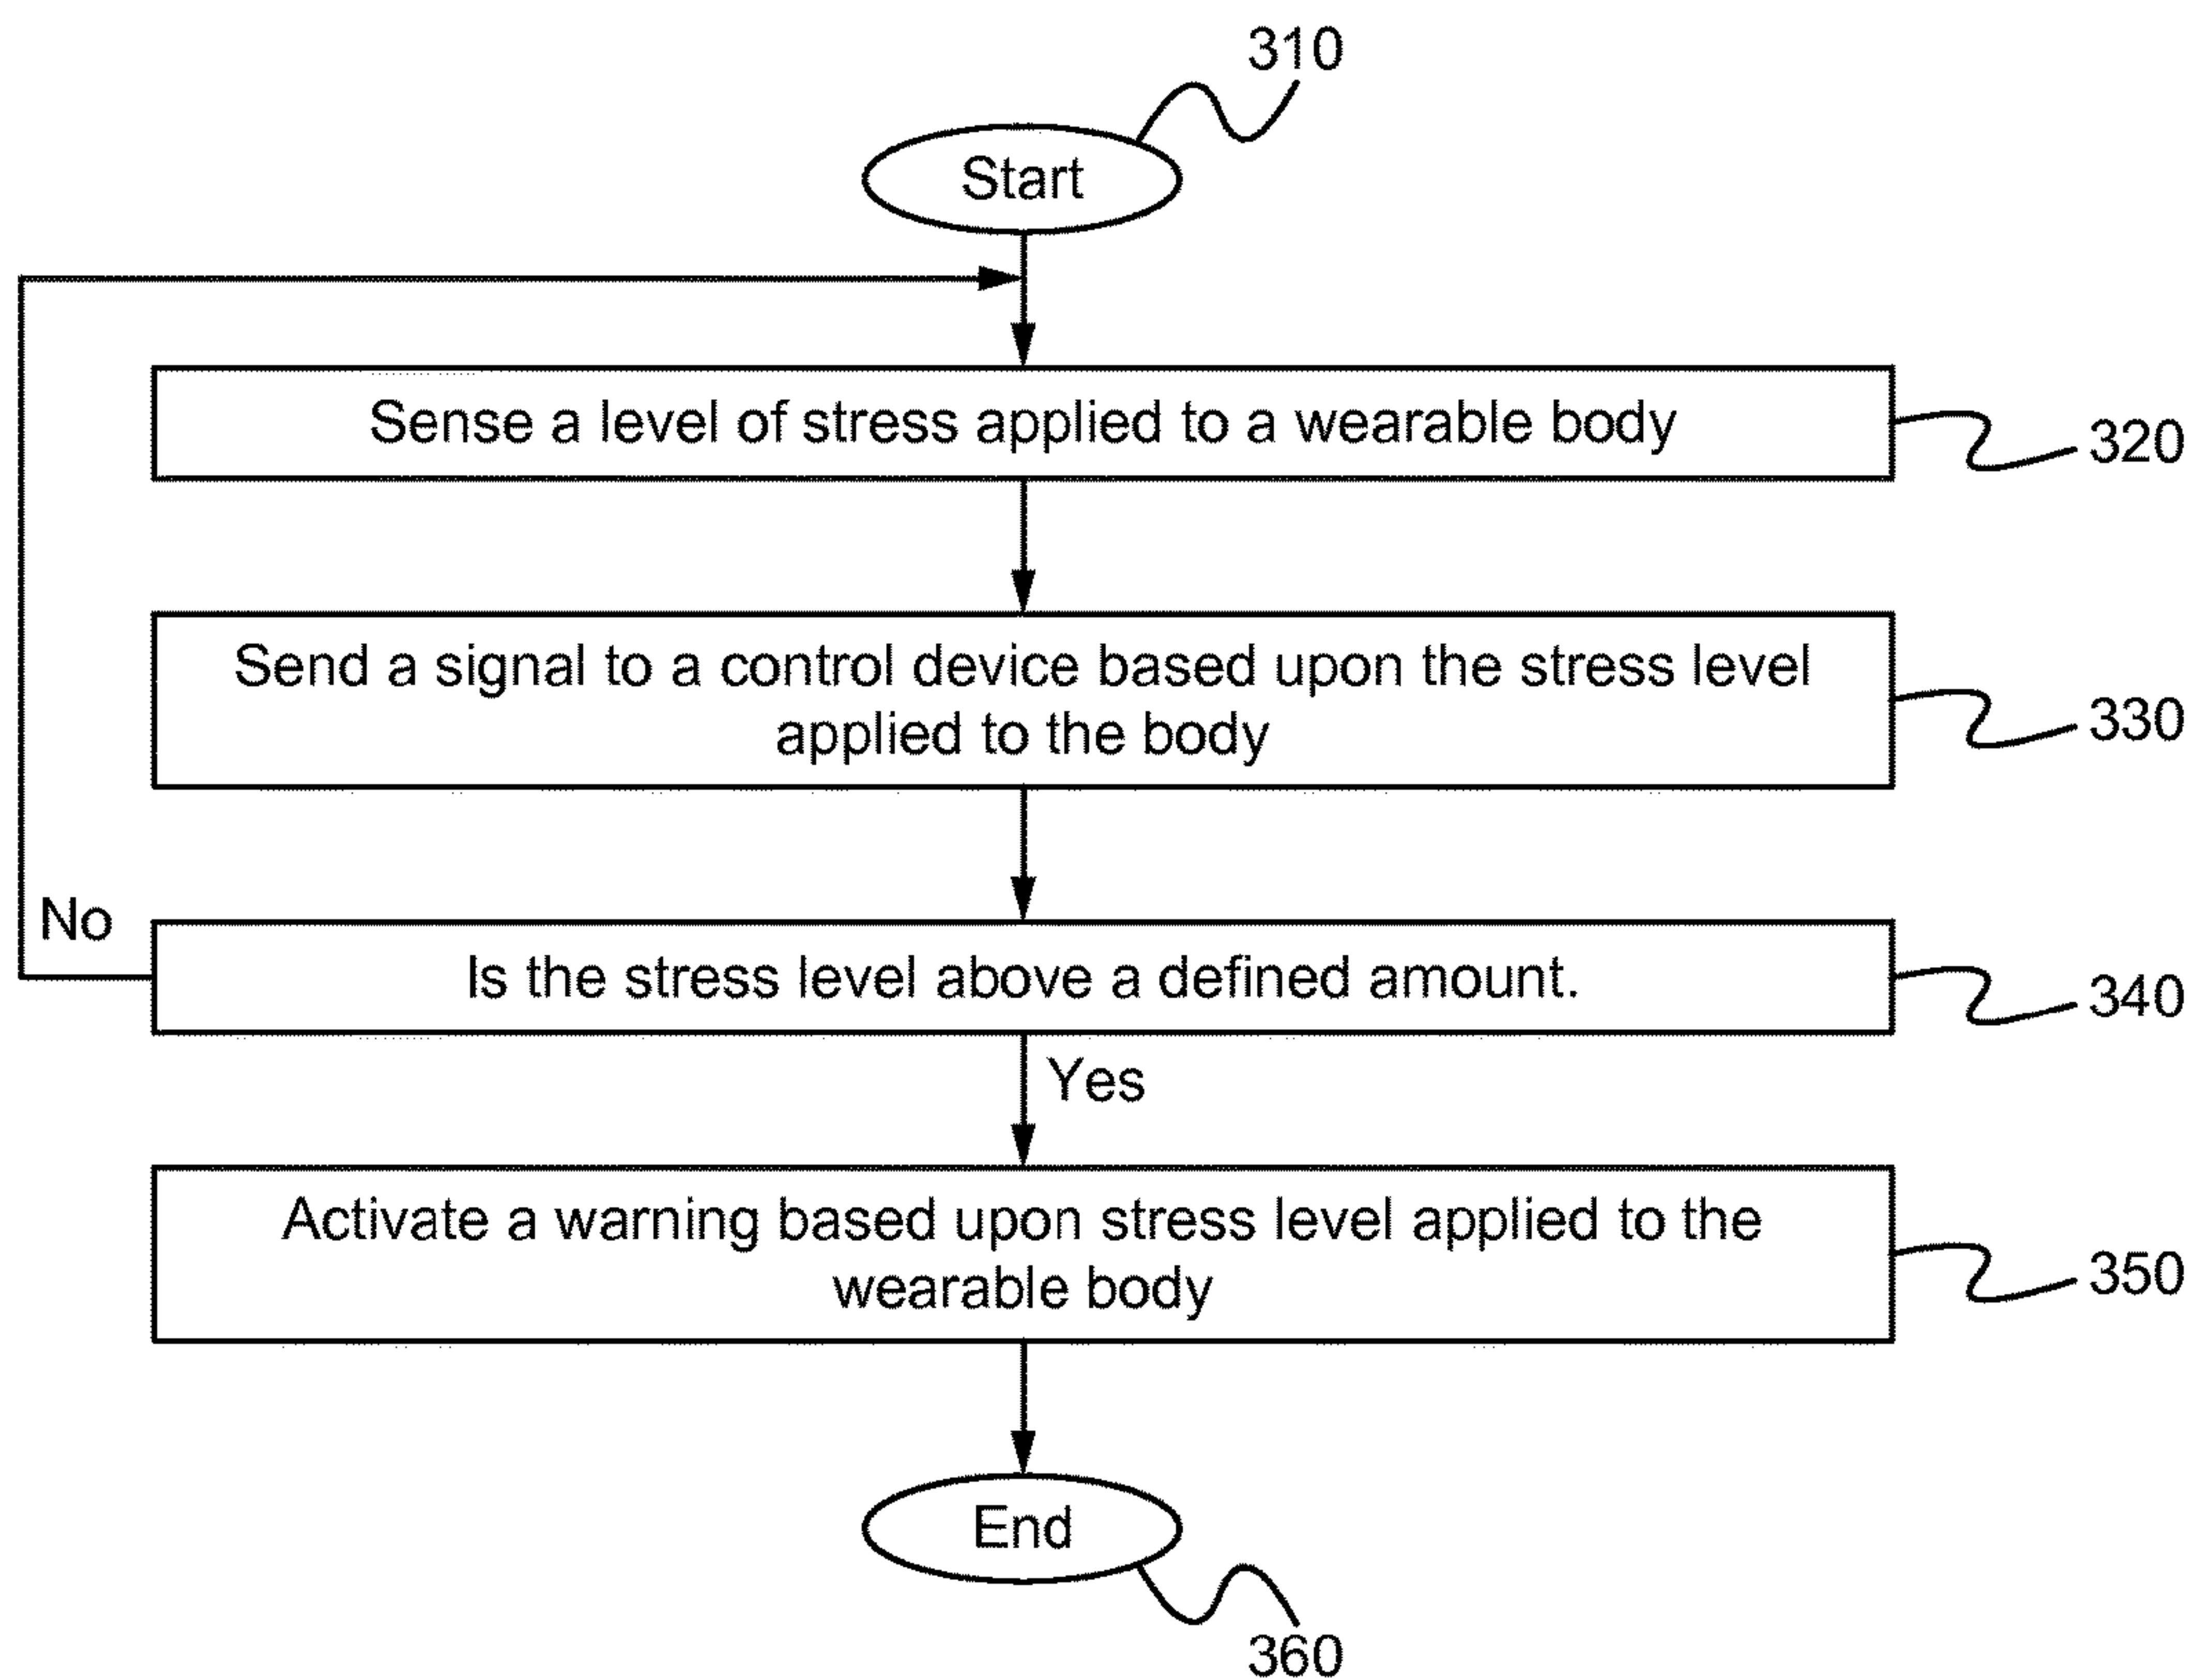 310
Start
Sense a level of stress applied to a wearable body
320
Send a signal to a control device based upon the stress level
applied to the body
330
No
Is the stress level above a defined amount.
340
Yes
Activate a warning based upon stress level applied to the
wearable body
350
End
360